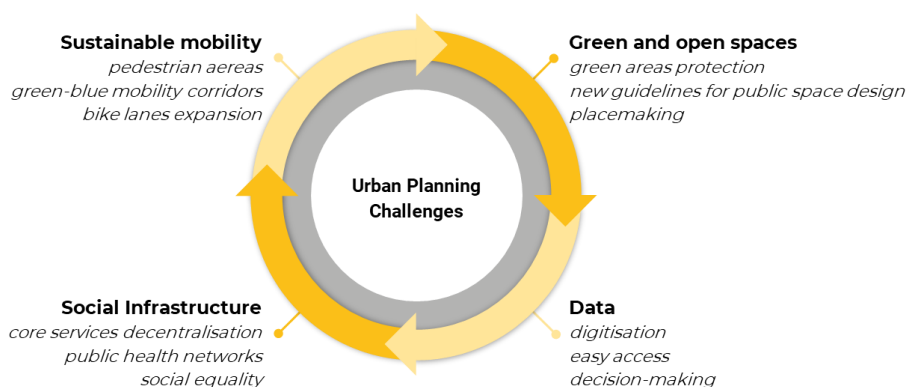 Sustainable mobility
pedestrian aereas
green-blue mobility corridors
bike lanes expansion
Green and open spaces
green areas protection
new guidelines for public space design
placemaking
Urban Planning
Challenges
Social Infrastructure
core services decentralisation
public health networks
social equality
Data
digitisation
easy access
decision-making